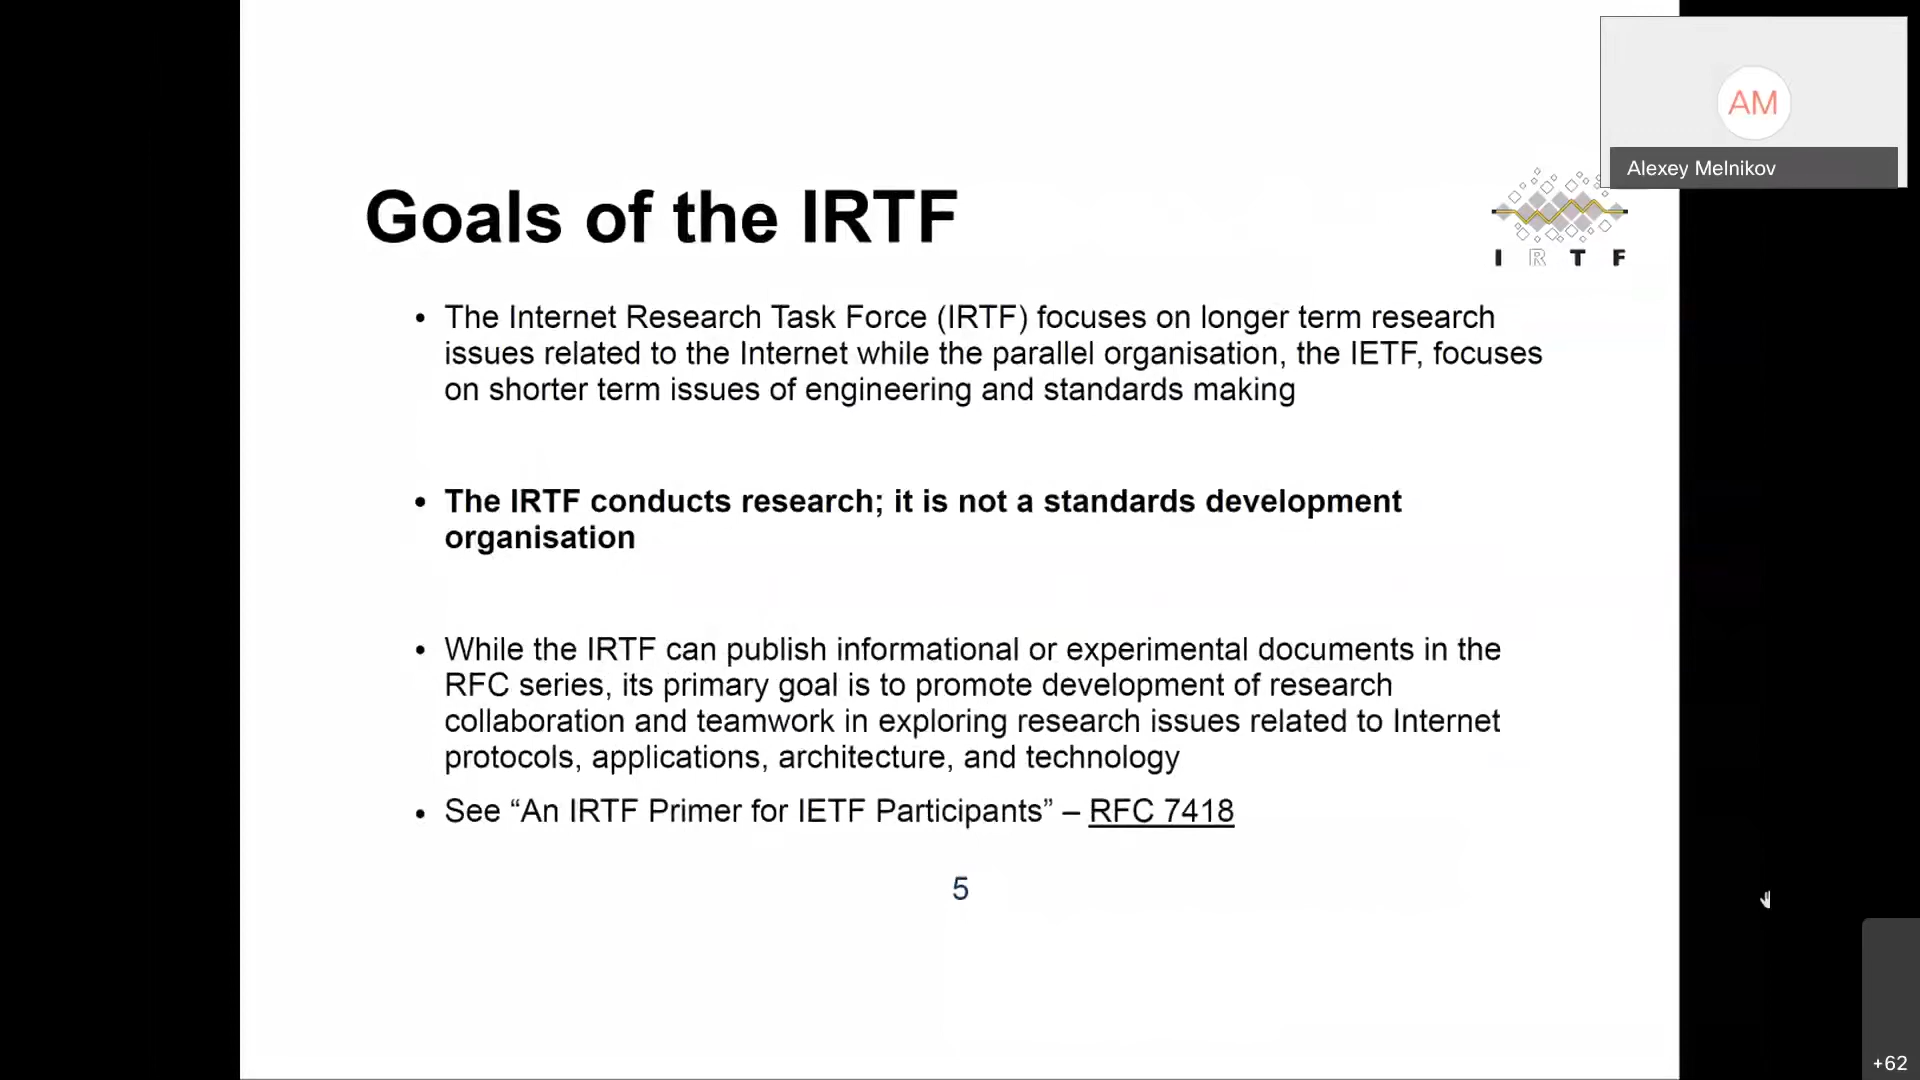 AM
Alexey Melnikov
Goals of the IRTF
I R T F
• The Internet Research Task Force (IRTF) focuses on longer term research
issues related to the Internet while the parallel organisation, the IETF, focuses
on shorter term issues of engineering and standards making
• The IRTF conducts research; it is not a standards development
organisation
• While the IRTF can publish informational or experimental documents in the
RFC series, its primary goal is to promote development of research
collaboration and teamwork in exploring research issues related to Internet
protocols, applications, architecture, and technology
• See “An IRTF Primer for IETF Participants” – RFC 7418
5
+62